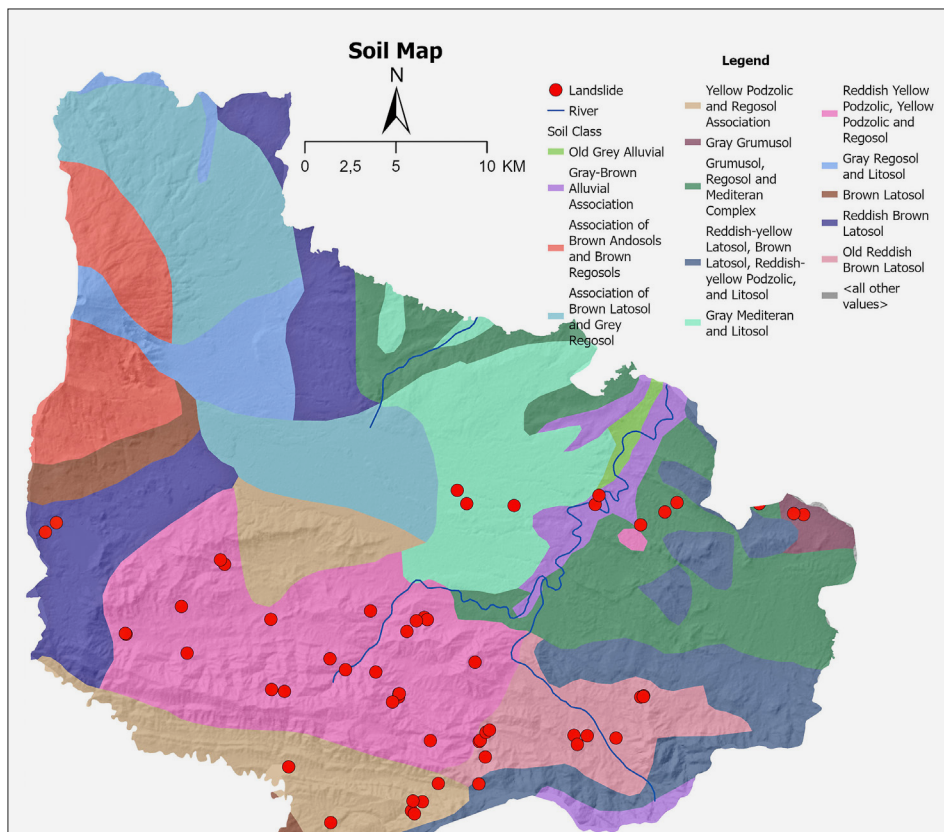 Soil Map
N
0 2,5 5 10 KM
Legend
Landslide
River
Soil Class
Old Grey Alluvial
Gray-Brown
Alluvial
Association
Association of
Brown Andosols
and Brown
Regosols
Association of
Brown Latosol
and Grey
Regosol
Yellow Podzolic
and Regosol
Association
Gray Grumusol
Grumusol,
Regosol and
Mediteran
Complex
Reddish-yellow
Latosol, Brown
Latosol, Reddish-
yellow Podzolic,
and Litosol
Gray Mediteran
and Litosol
Reddish Yellow
Podzolic, Yellow
Podzolic and
Regosol
Gray Regosol
and Litosol
Brown Latosol
Reddish Brown
Latosol
Old Reddish
Brown Latosol
<all other
values>